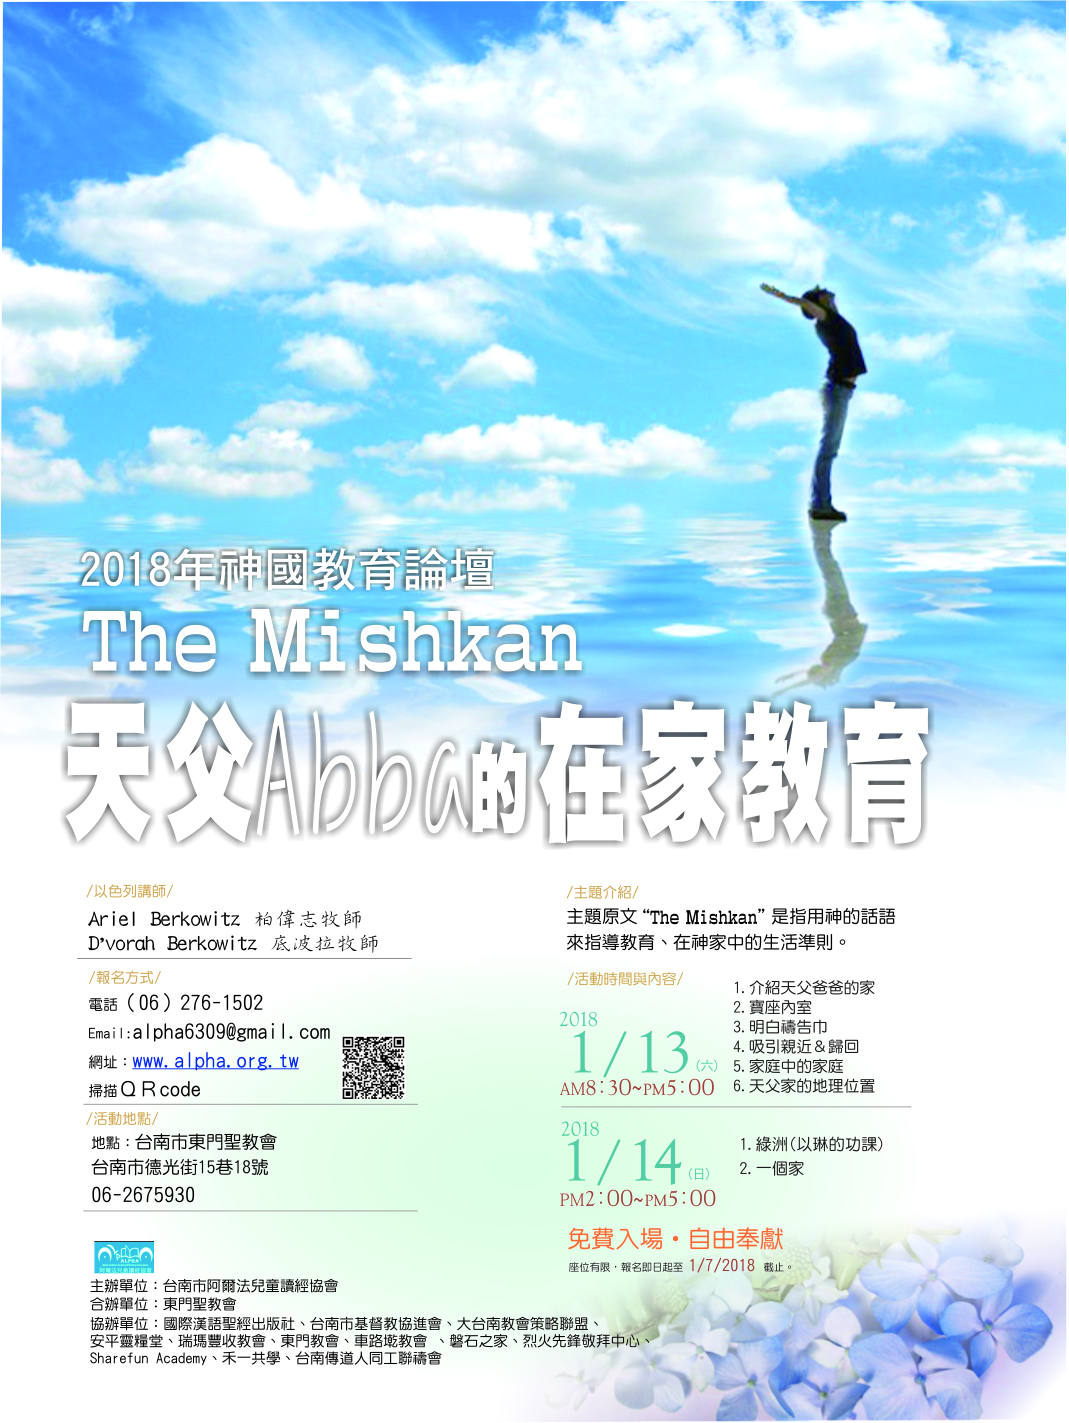 2018年神國教育論壇
The Mishkan
天父Abba的在家教育
/以色列講師/
Ariel Berkowitz 柏偉志牧師
D'vorah Berkowitz 底波拉牧師
/報名方式/
電話（06）276-1502
Email:alpha6309@gmail.com
網址：www.alpha.org.tw
掃描QRcode
/活動地點/
地點：台南市東門聖教會
台南市德光街15巷18號
06-2675930
/主題介紹/
主題原文“The Mishkan”是指用神的話語
來指導教育、在神家中的生活準則。
/活動時間與內容/
2018
1/13(六)
AM8:30~PM5:00
1. 介紹天父爸爸的家
2. 寶座內室
3. 明白禱告巾
4. 吸引親近＆歸回
5. 家庭中的家庭
6. 天父家的地理位置
2018
1/14(日)
PM2:00~PM5:00
1. 綠洲(以琳的功課)
2. 一個家
免費入場・自由奉獻
座位有限，報名即日起至 1/7/2018 截止。
ALPHA
阿爾法兒童讀經協會
主辦單位：台南市阿爾法兒童讀經協會
合辦單位：東門聖教會
協辦單位：國際漢語聖經出版社、台南市基督教協進會、大台南教會策略聯盟、
安平靈糧堂、瑞瑪豐收教會、東門教會、車路墘教會 、磐石之家、烈火先鋒敬拜中心、
Sharefun Academy、禾一共學、台南傳道人同工聯禱會